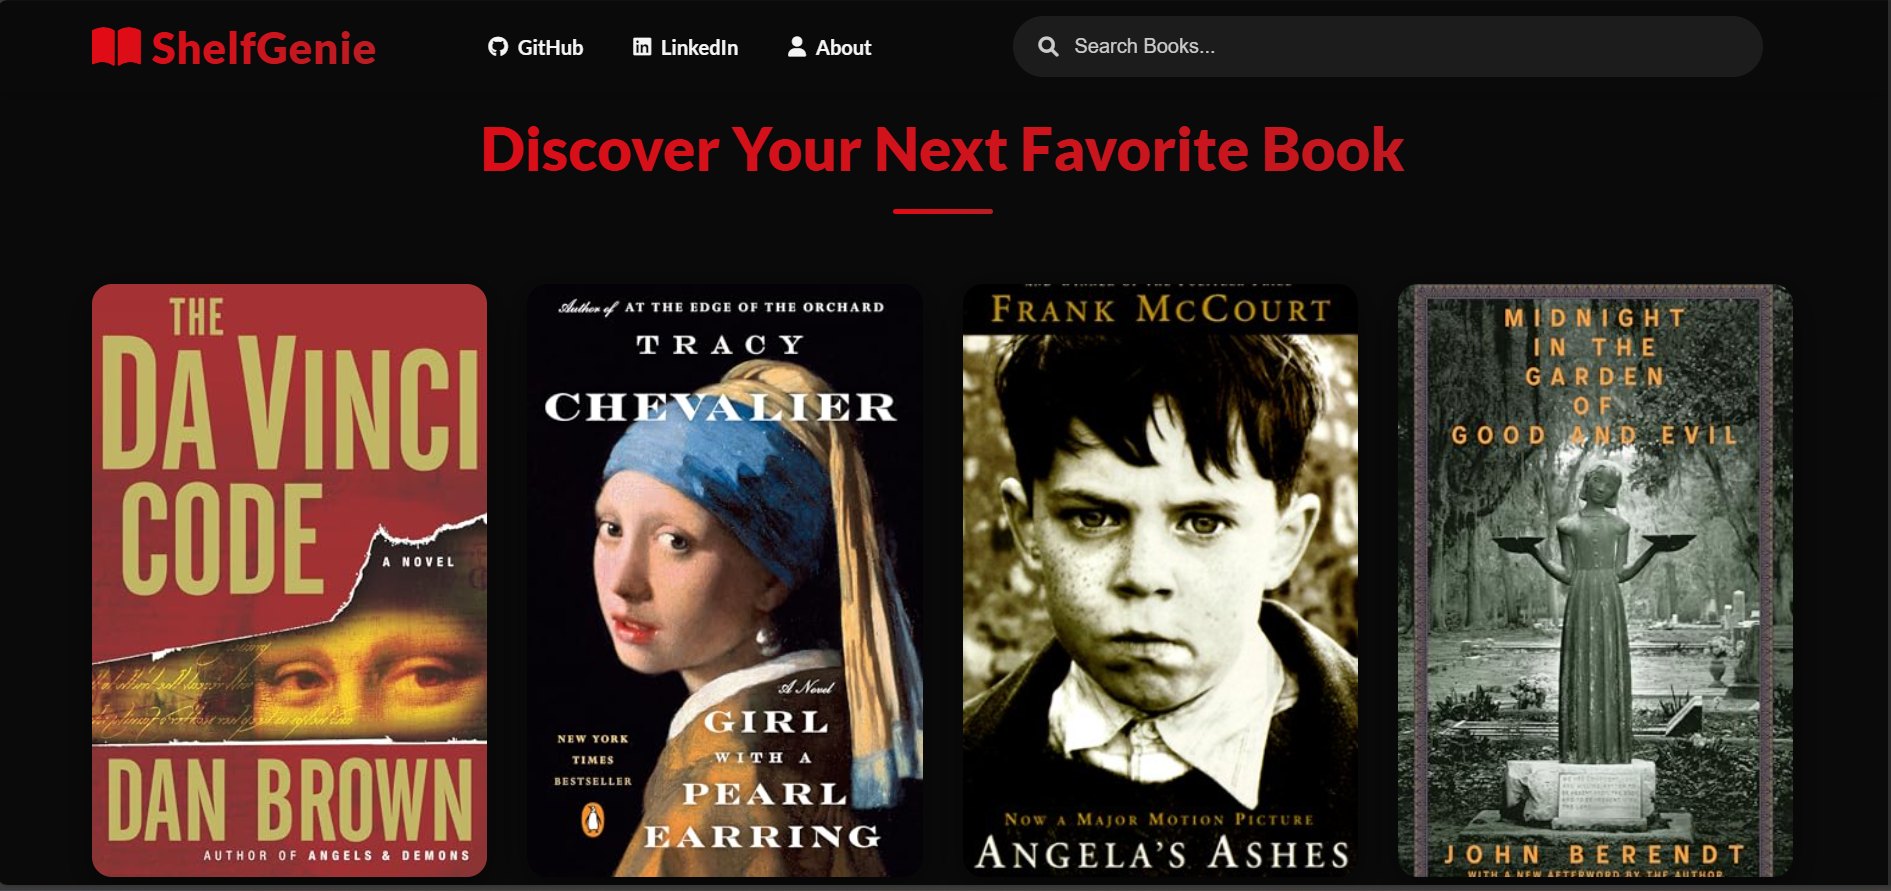 ShelfGenie
GitHub
LinkedIn
About
Search Books...
Discover Your Next Favorite Book
THE
DA VINCI
CODE
A NOVEL
DAN BROWN
AUTHOR OF ANGELS & DEMONS
Author of AT THE EDGE OF THE ORCHARD
TRACY
CHEVALIER
A Novel
GIRL
WITH A
PEARL
EARRING
NEW YORK
TIMES
BESTSELLER
FRANK MCCOURT
NOW A MAJOR MOTION PICTURE
ANGELA'S ASHES
MIDNIGHT
IN THE
GARDEN
OF
GOOD AND EVIL
JOHN BERENDT
WITH A NEW AFTERWORD BY THE AUTHOR